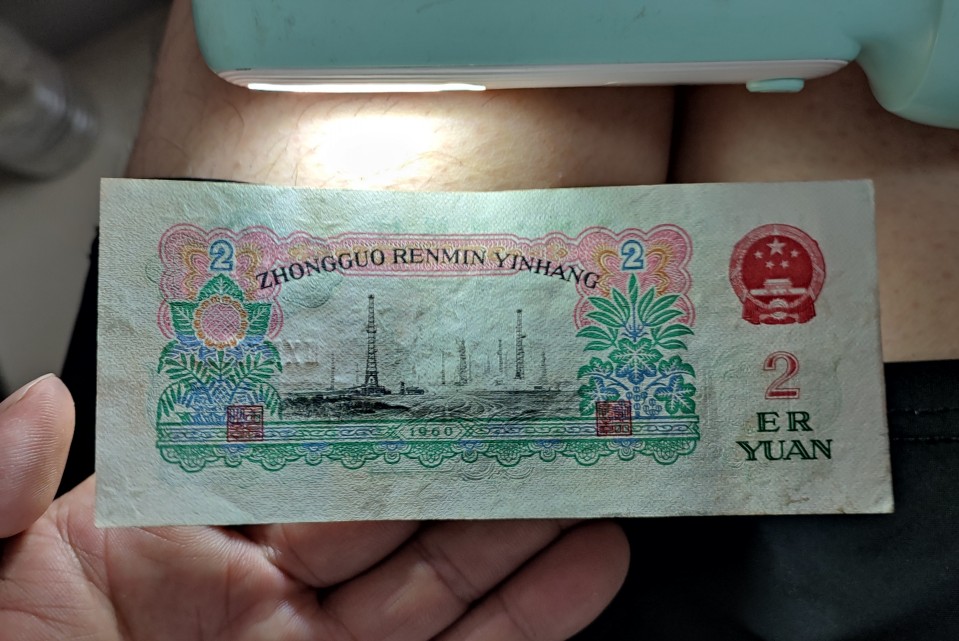 2
2
ZHONGGUO RENMIN YINHANG
2
ER
YUAN
1960